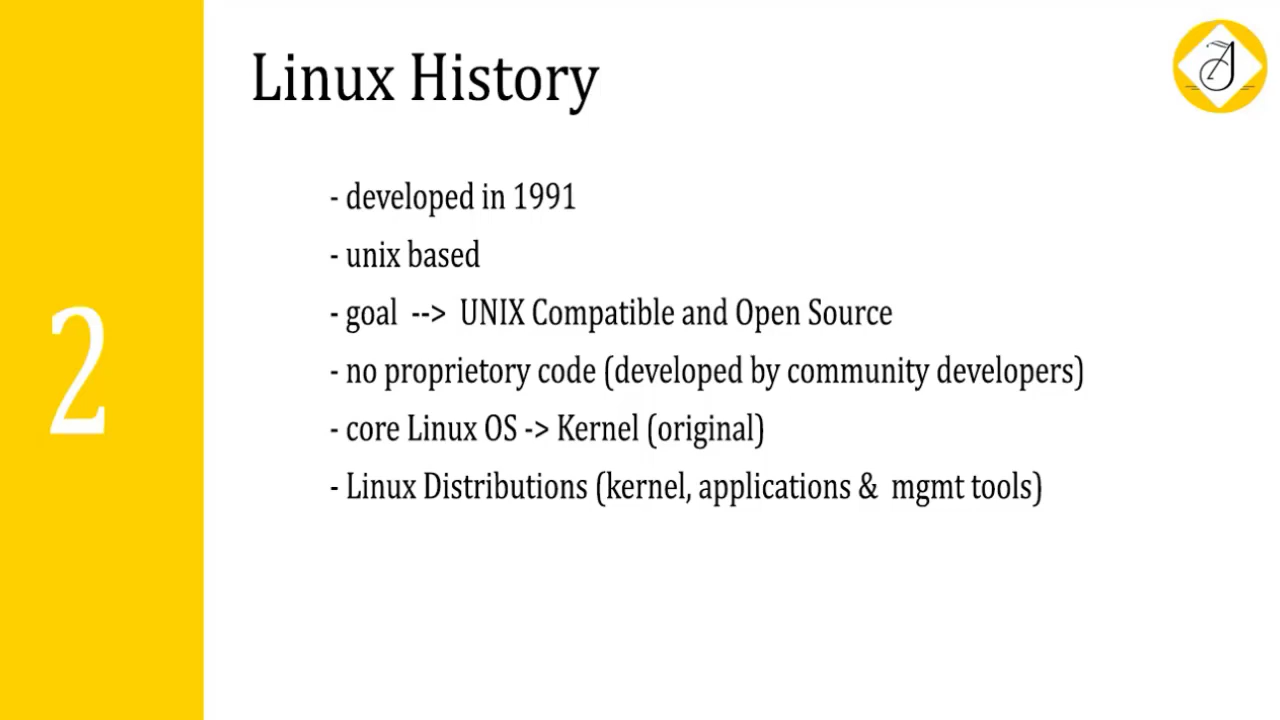 Linux History
- developed in 1991
- unix based
- goal --> UNIX Compatible and Open Source
- no proprietory code (developed by community developers)
- core Linux OS -> Kernel (original)
- Linux Distributions (kernel, applications & mgmt tools)
2
A